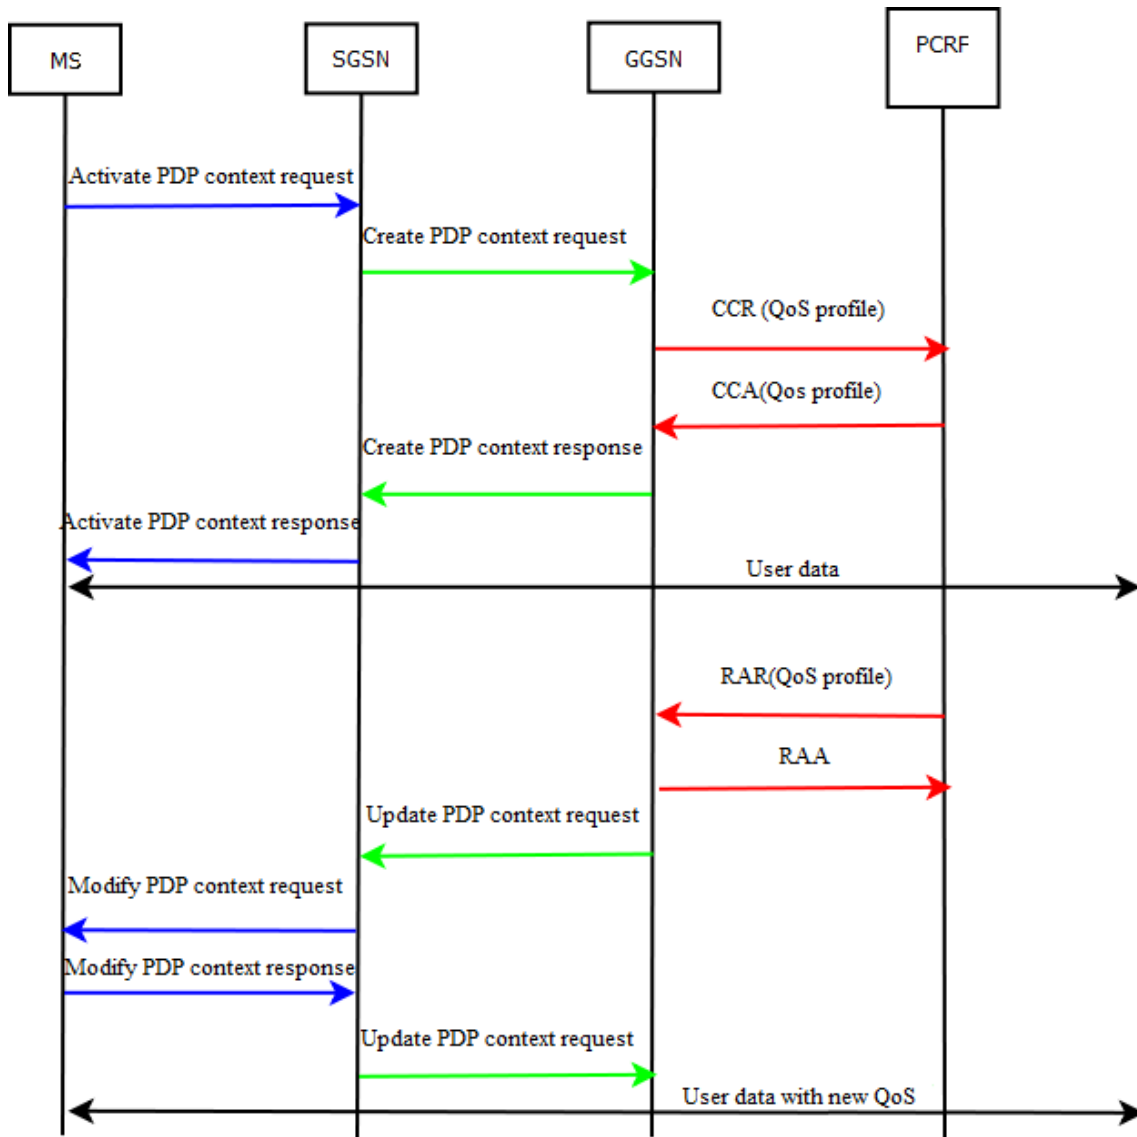 MS
SGSN
GGSN
PCRF
Activate PDP context request
Create PDP context request
CCR (QoS profile)
CCA(Qos profile)
Create PDP context response
Activate PDP context response
User data
RAR(QoS profile)
RAA
Update PDP context request
Modify PDP context request
Modify PDP context response
Update PDP context request
User data with new QoS